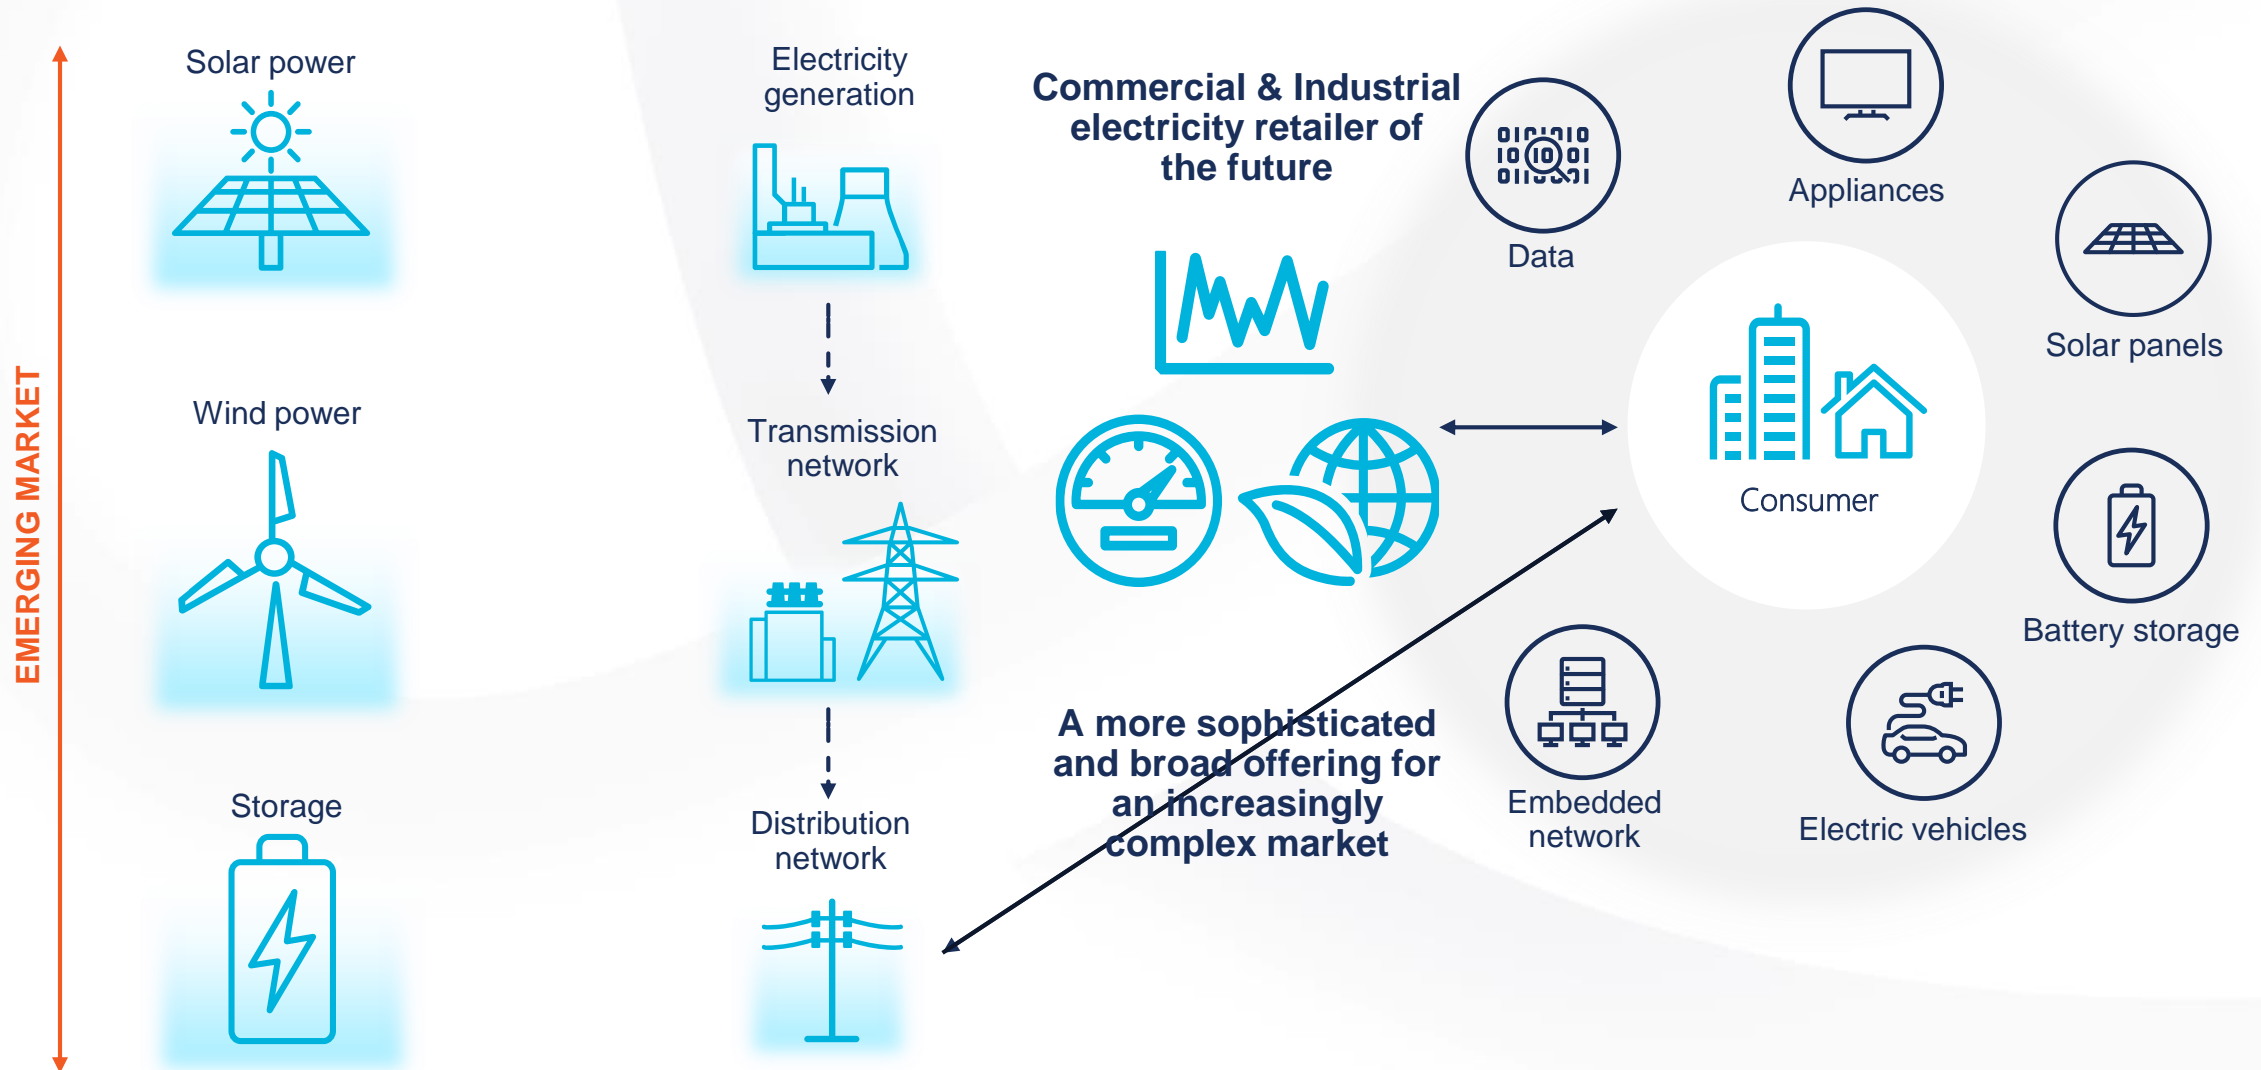 EMERGING MARKET
Solar power
Wind power
Storage
Electricity
generation
Transmission
network
Distribution
network
Commercial & Industrial
electricity retailer of
the future
A more sophisticated
and broad offering for
an increasingly
complex market
Data
Appliances
Solar panels
Consumer
Battery storage
Embedded
network
Electric vehicles